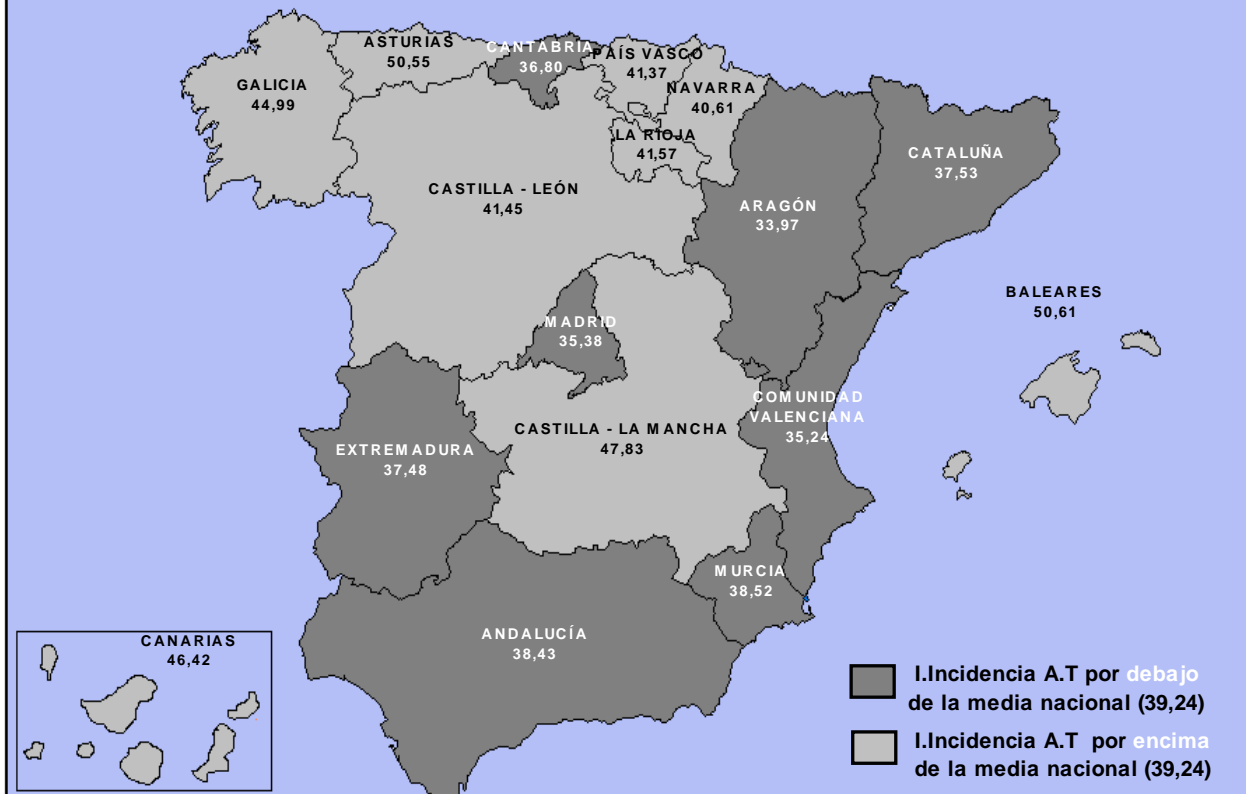 ASTURIAS
50,55
CANTABRIA
36,80
PAÍS VASCO
41,37
GALICIA
44,99
NAVARRA
40,61
LA RIOJA
41,57
CATALUÑA
37,53
CASTILLA - LEÓN
41,45
ARAGÓN
33,97
BALEARES
50,61
MADRID
35,38
COMUNIDAD
VALENCIANA
35,24
CASTILLA - LA MANCHA
47,83
EXTREMADURA
37,48
MURCIA
38,52
ANDALUCÍA
38,43
CANARIAS
46,42
I.Incidencia A.T por debajo
de la media nacional (39,24)
I.Incidencia A.T por encima
de la media nacional (39,24)